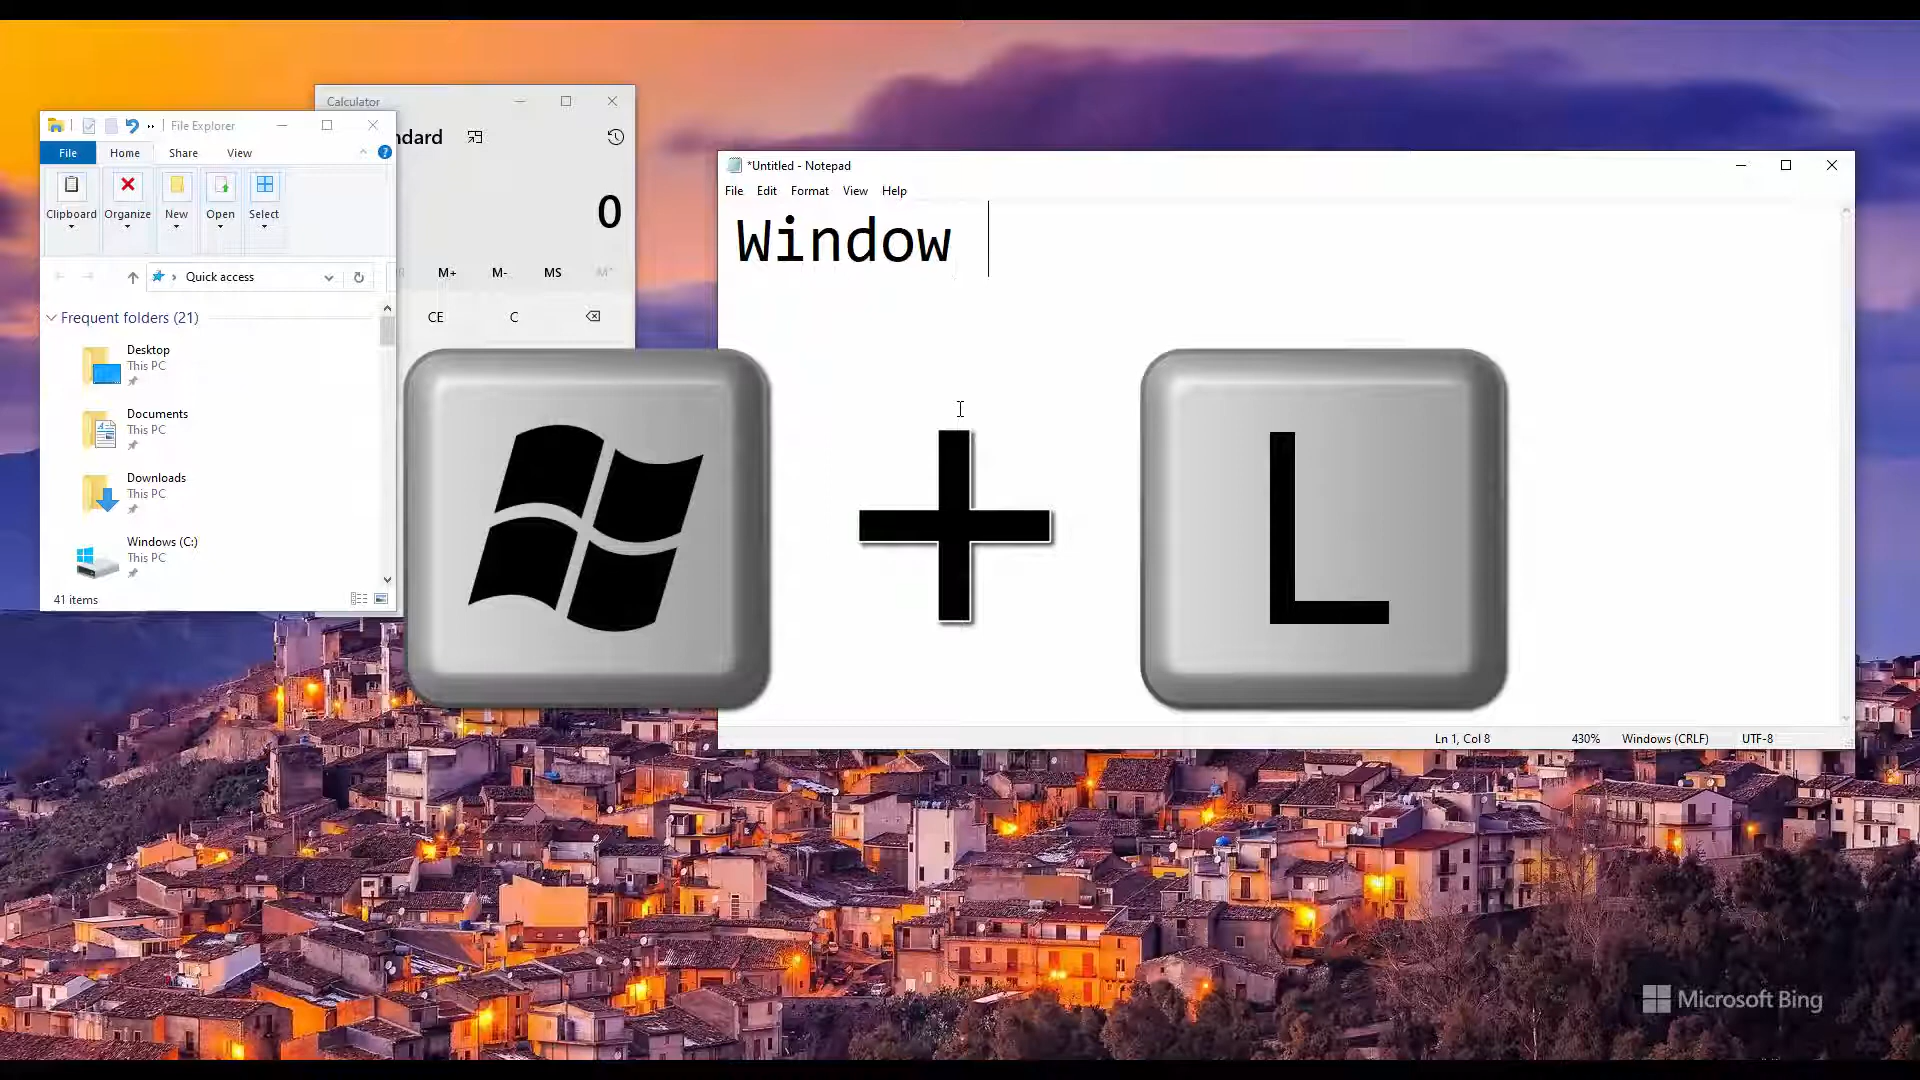 Calculator
ndard
0
M+ M- MS
CE C
File Explorer
File Home Share View
Clipboard Organize New Open Select
Quick access
Frequent folders (21)
Desktop
This PC
Documents
This PC
Downloads
This PC
Windows (C:)
This PC
41 items
*Untitled - Notepad
File Edit Format View Help
Window
+ L
Ln 1, Col 8 430% Windows (CRLF) UTF-8
Microsoft Bing